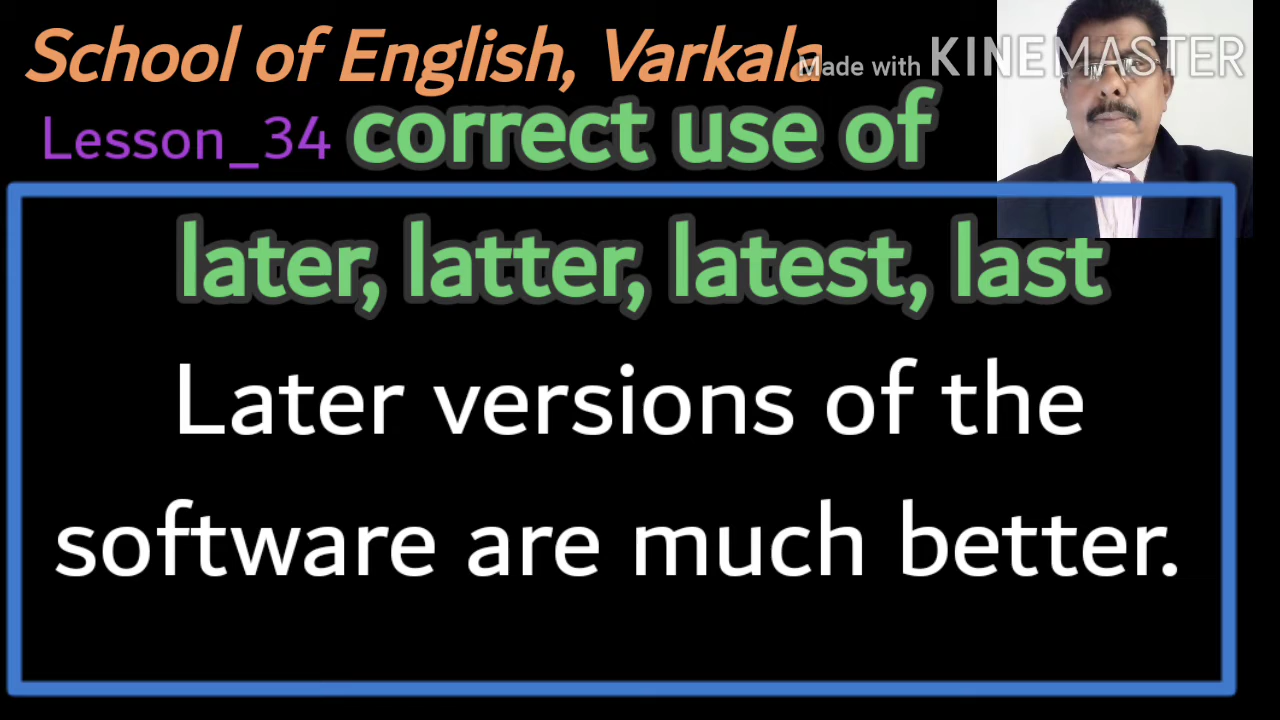 School of English, Varkala
Made with KINEMASTER
Lesson_34 correct use of
later, latter, latest, last
Later versions of the
software are much better.